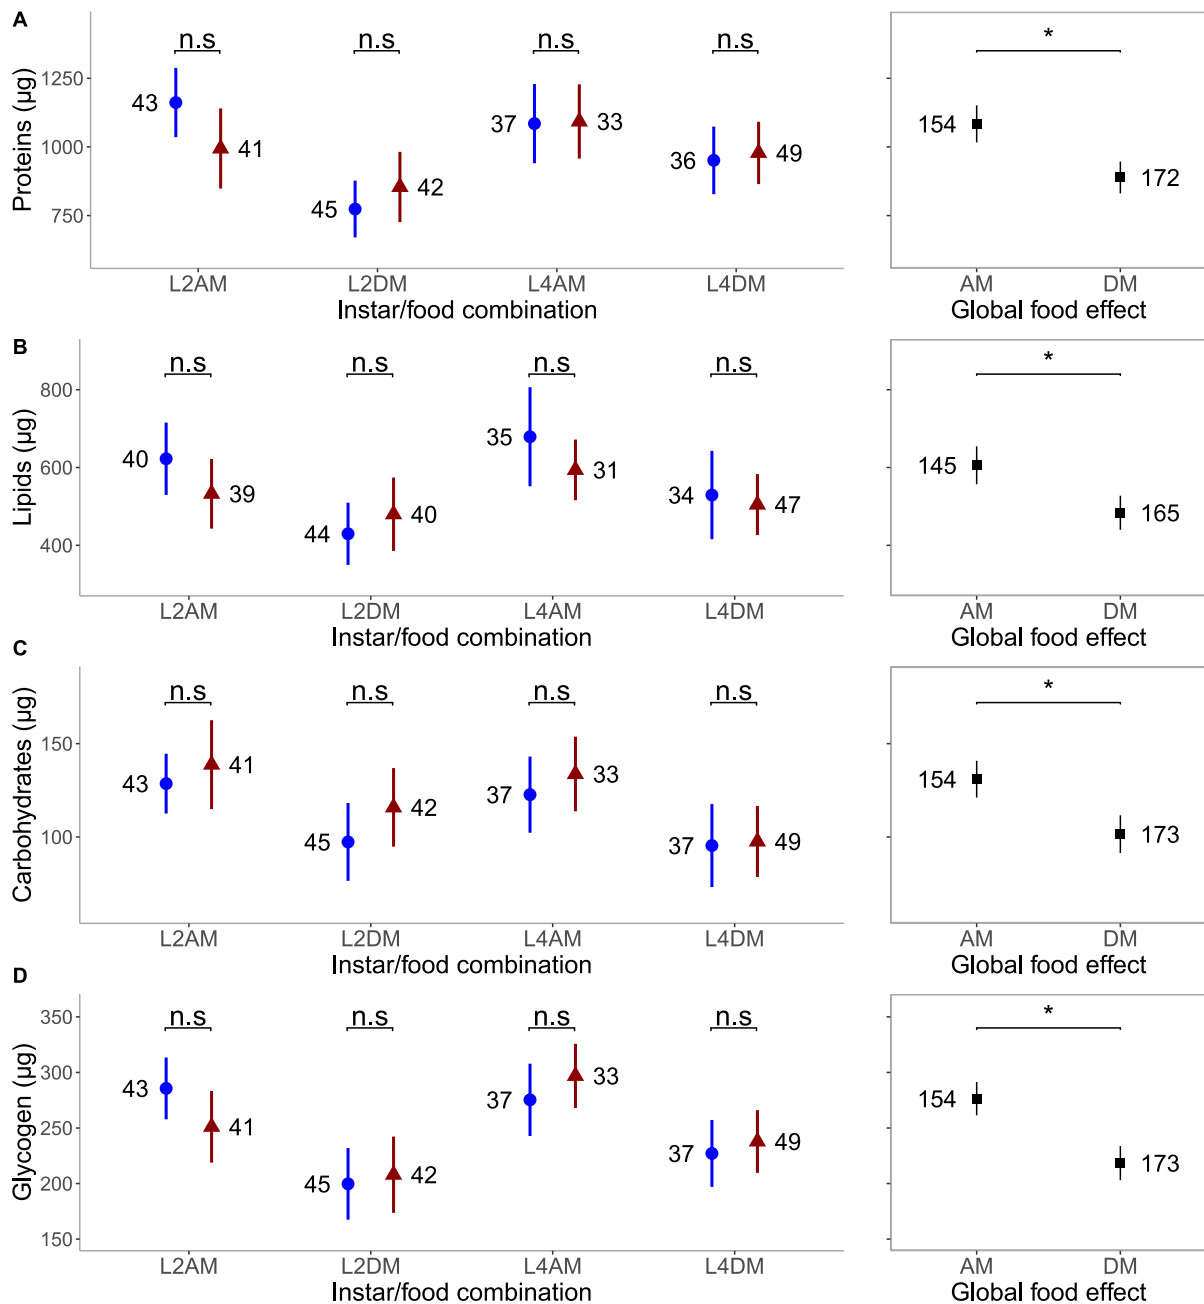 A
n.s n.s n.s n.s *
Proteins (µg)
1250
1000
750
43 41 45 42 37 33 36 49 154 172
L2AM L2DM L4AM L4DM AM DM
Instar/food combination Global food effect
B
n.s n.s n.s n.s *
Lipids (µg)
800
600
400
40 39 44 40 35 31 34 47 145 165
L2AM L2DM L4AM L4DM AM DM
Instar/food combination Global food effect
C
n.s n.s n.s n.s *
Carbohydrates (µg)
150
100
43 41 45 42 37 33 37 49 154 173
L2AM L2DM L4AM L4DM AM DM
Instar/food combination Global food effect
D
n.s n.s n.s n.s *
Glycogen (µg)
350
300
250
200
150
43 41 45 42 37 33 37 49 154 173
L2AM L2DM L4AM L4DM AM DM
Instar/food combination Global food effect